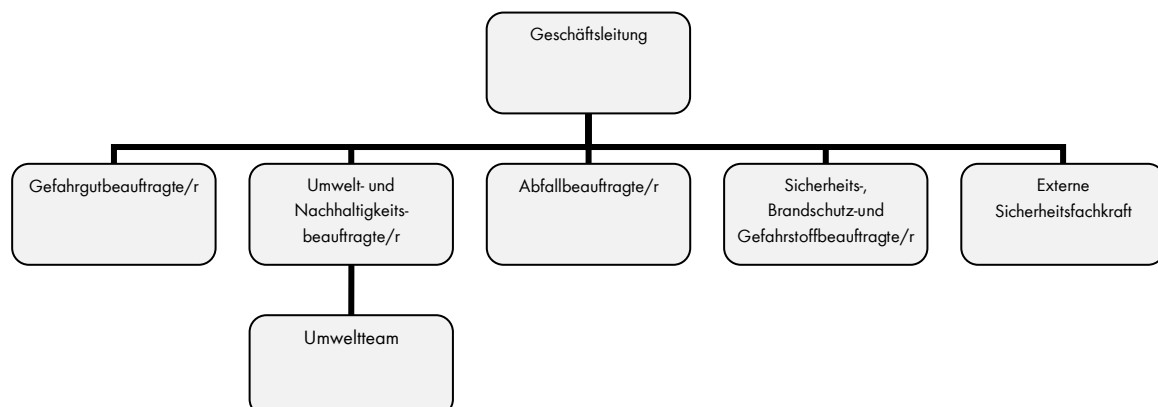 Geschäftsleitung
Gefahrgutbeauftragte/r
Umwelt- und
Nachhaltigkeits-
beauftragte/r
Abfallbeauftragte/r
Sicherheits-,
Brandschutz-und
Gefahrstoffbeauftragte/r
Externe
Sicherheitsfachkraft
Umweltteam